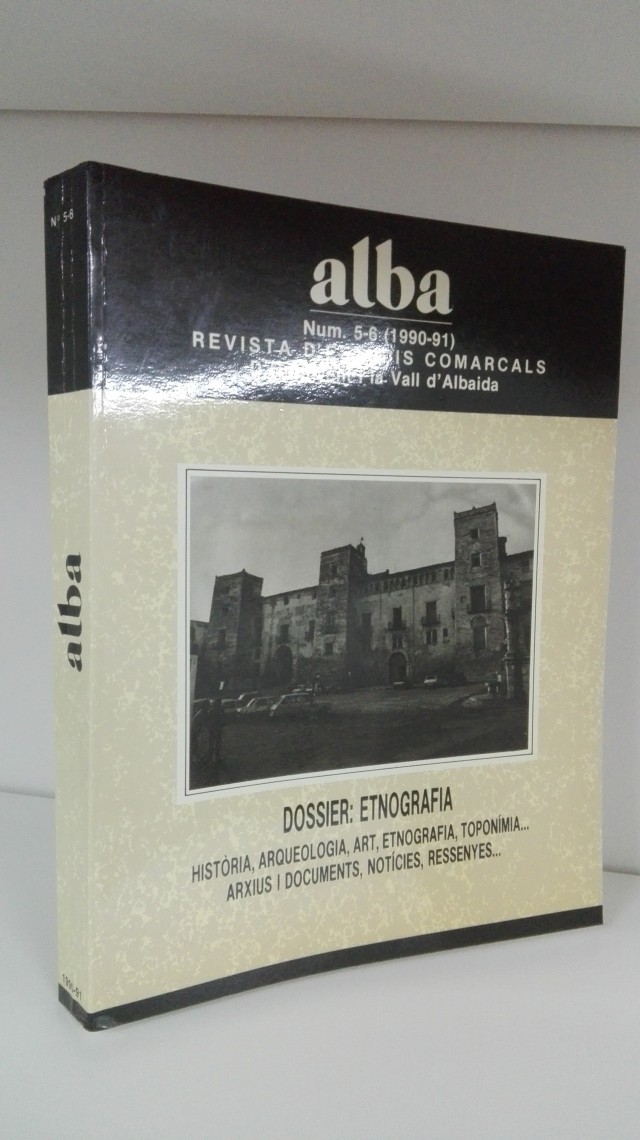 alba
Num. 5-6 (1990-91)
REVISTA COMARCALS
Vall d'Albaida
DOSSIER: ETNOGRAFIA
HISTÒRIA, ARQUEOLOGIA, ART, ETNOGRAFIA, TOPONÍMIA...
ARXIUS I DOCUMENTS, NOTÍCIES, RESSENYES...
Nº 5-6
alba
1990-91